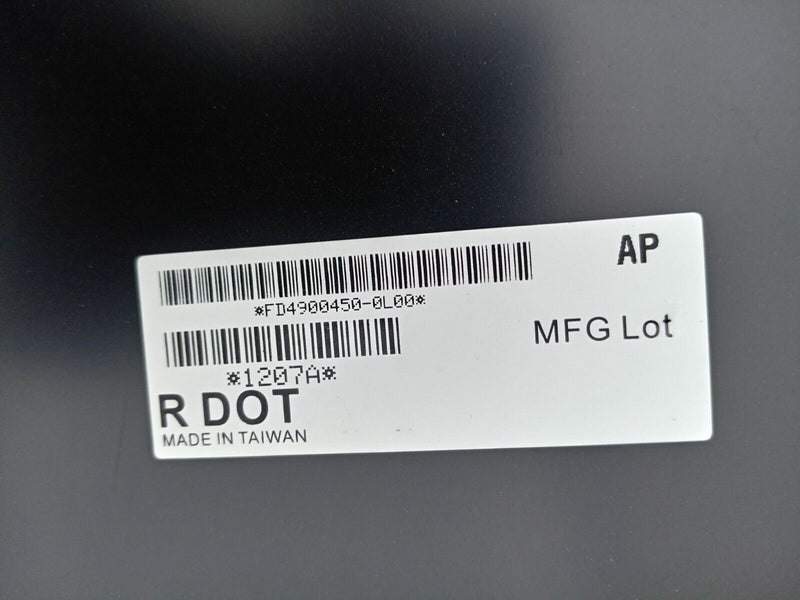 AP
*FD4900450-0L00*
MFG Lot
*1207A*
R DOT
MADE IN TAIWAN